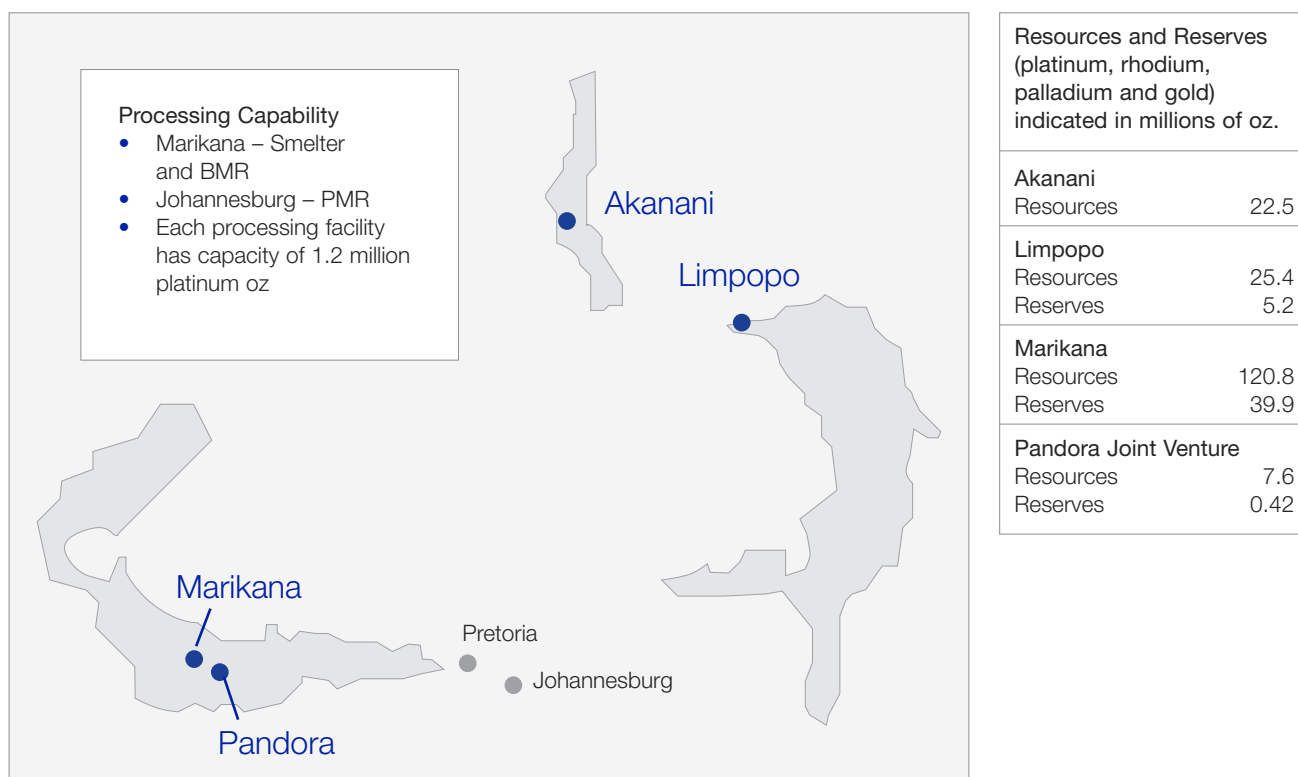 Processing Capability
• Marikana – Smelter
and BMR
• Johannesburg – PMR
• Each processing facility
has capacity of 1.2 million
platinum oz
Akanani
Limpopo
Marikana
Pandora
Pretoria
Johannesburg
Resources and Reserves
(platinum, rhodium,
palladium and gold)
indicated in millions of oz.
Akanani
Resources 22.5
Limpopo
Resources 25.4
Reserves 5.2
Marikana
Resources 120.8
Reserves 39.9
Pandora Joint Venture
Resources 7.6
Reserves 0.42